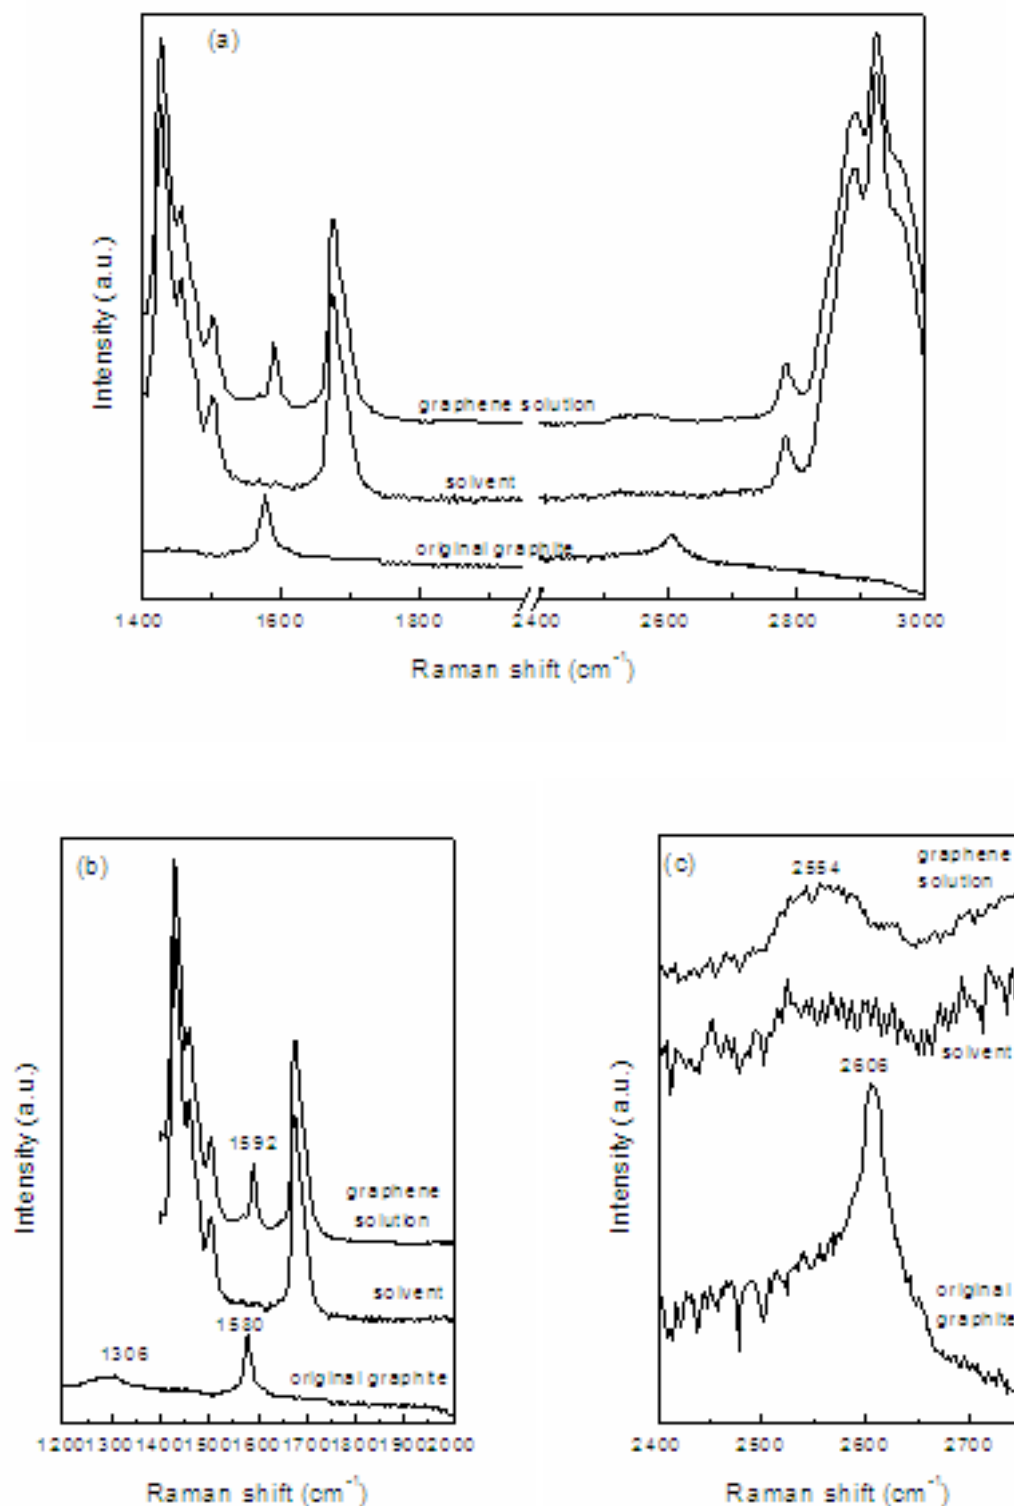 (a)
Intensity (a.u.)
graphene solution
solvent
original graphite
1400 1600 1800 2400 2600 2800 3000
Raman shift (cm⁻¹)
(b)
Intensity (a.u.)
1592
graphene
solution
solvent
1580
1306
original graphite
1200 1300 1400 1500 1600 1700 1800 1900 2000
Raman shift (cm⁻¹)
(c)
Intensity (a.u.)
2554
graphene
solution
solvent
2606
original
graphite
2400 2500 2600 2700
Raman shift (cm⁻¹)